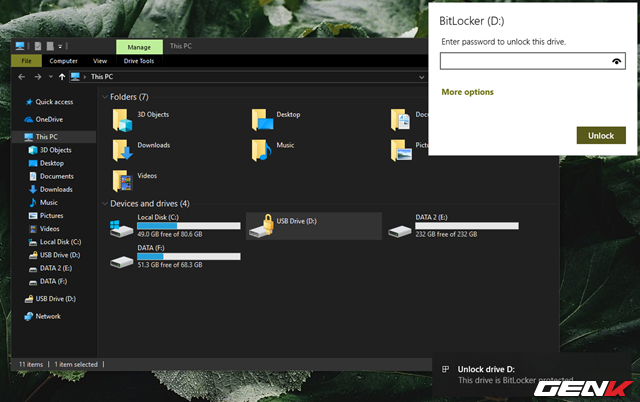 BitLocker (D:)
Enter password to unlock this drive.
More options
Unlock
Manage
This PC
File
Computer
View
Drive Tools
This PC
Quick access
OneDrive
This PC
3D Objects
Desktop
Documents
Downloads
Music
Pictures
Videos
Local Disk (C:)
USB Drive (D:)
DATA 2 (E:)
DATA (F:)
USB Drive (D:)
Network
Folders (7)
3D Objects
Desktop
Docu
Downloads
Music
Pictu
Videos
Devices and drives (4)
Local Disk (C:)
49.0 GB free of 80.6 GB
USB Drive (D:)
DATA 2 (E:)
232 GB free of 232 GB
DATA (F:)
51.3 GB free of 68.3 GB
11 items
1 item selected
Unlock drive D:
This drive is BitLocker protected.
GENK